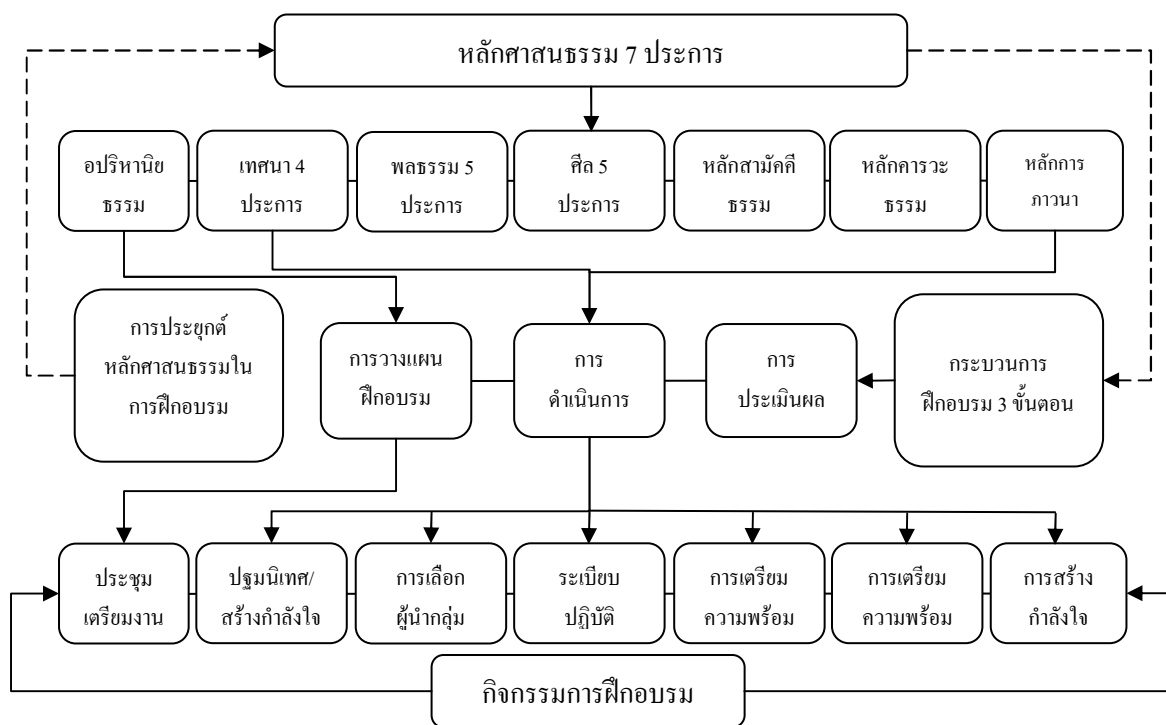 หลักศาสนธรรม 7 ประการ
อปริหานิย
ธรรม
เทศนา 4
ประการ
พลธรรม 5
ประการ
ศีล 5
ประการ
หลักสามัคคี
ธรรม
หลักคารวะ
ธรรม
หลักการ
ภาวนา
การประยุกต์
หลักศาสนธรรมใน
การฝึกอบรม
การวางแผน
ฝึกอบรม
การ
ดำเนินการ
การ
ประเมินผล
กระบวนการ
ฝึกอบรม 3 ขั้นตอน
ประชุม
เตรียมงาน
ปฐมนิเทศ/
สร้างกำลังใจ
การเลือก
ผู้นำกลุ่ม
ระเบียบ
ปฏิบัติ
การเตรียม
ความพร้อม
การเตรียม
ความพร้อม
การสร้าง
กำลังใจ
กิจกรรมการฝึกอบรม